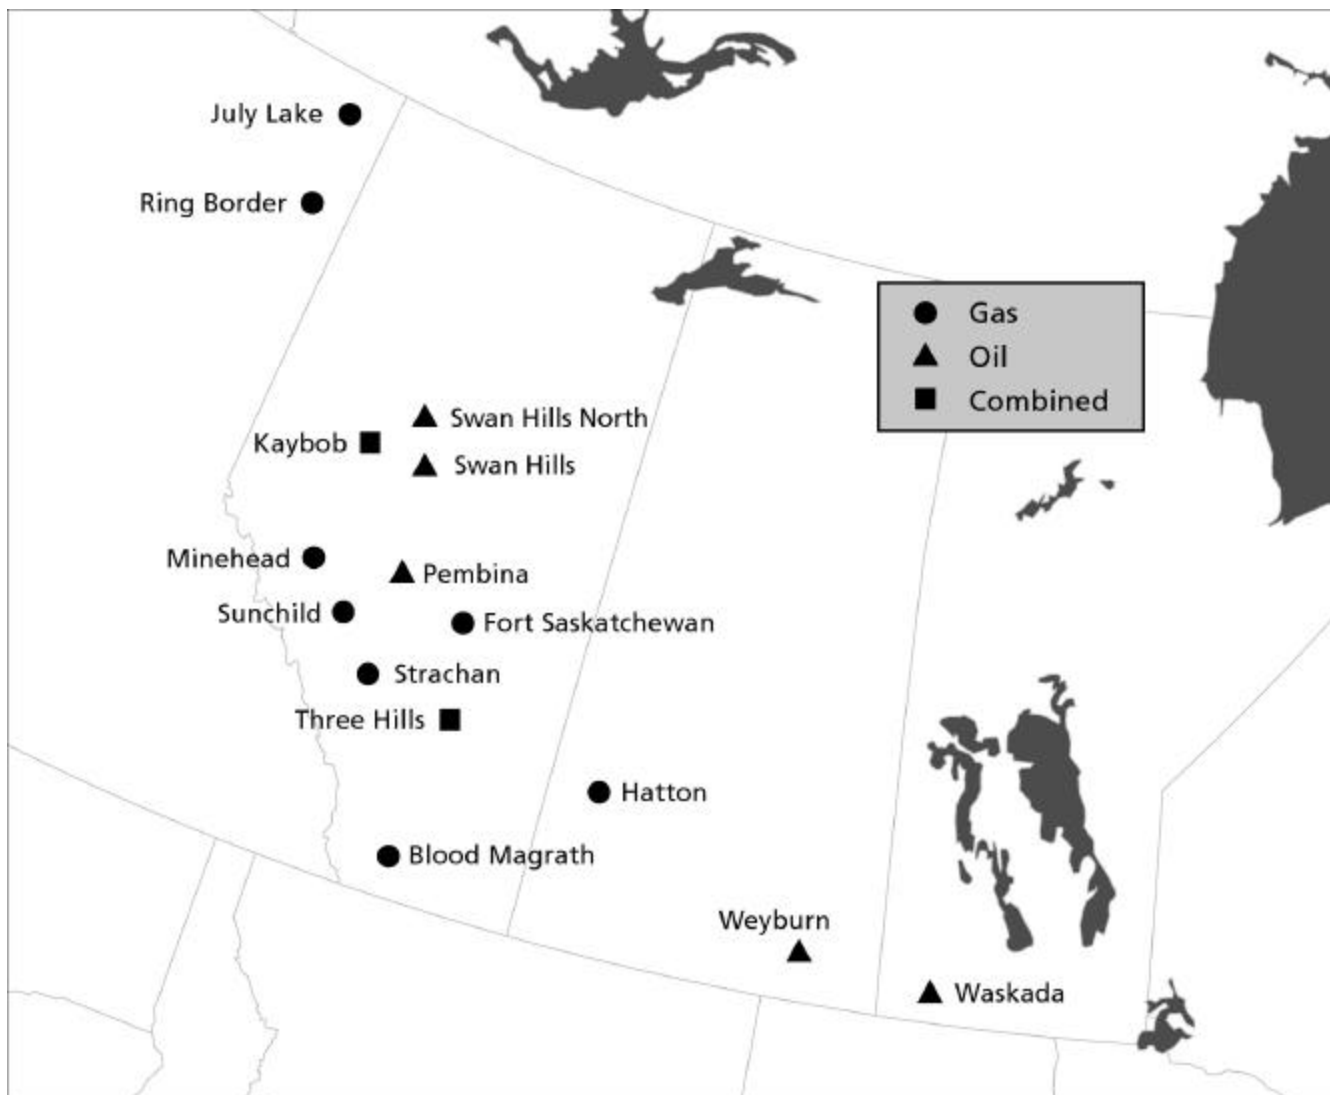 July Lake
Ring Border
Gas
Oil
Combined
Swan Hills North
Kaybob
Swan Hills
Minehead
Pembina
Sunchild
Fort Saskatchewan
Strachan
Three Hills
Hatton
Blood Magrath
Weyburn
Waskada